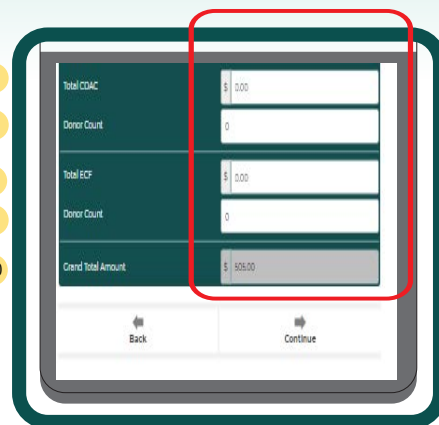 Total CDAC $ 0.00
Donor Count 0
Total ECF $ 0.00
Donor Count 0
Grand Total Amount $ 505.00
Back Continue